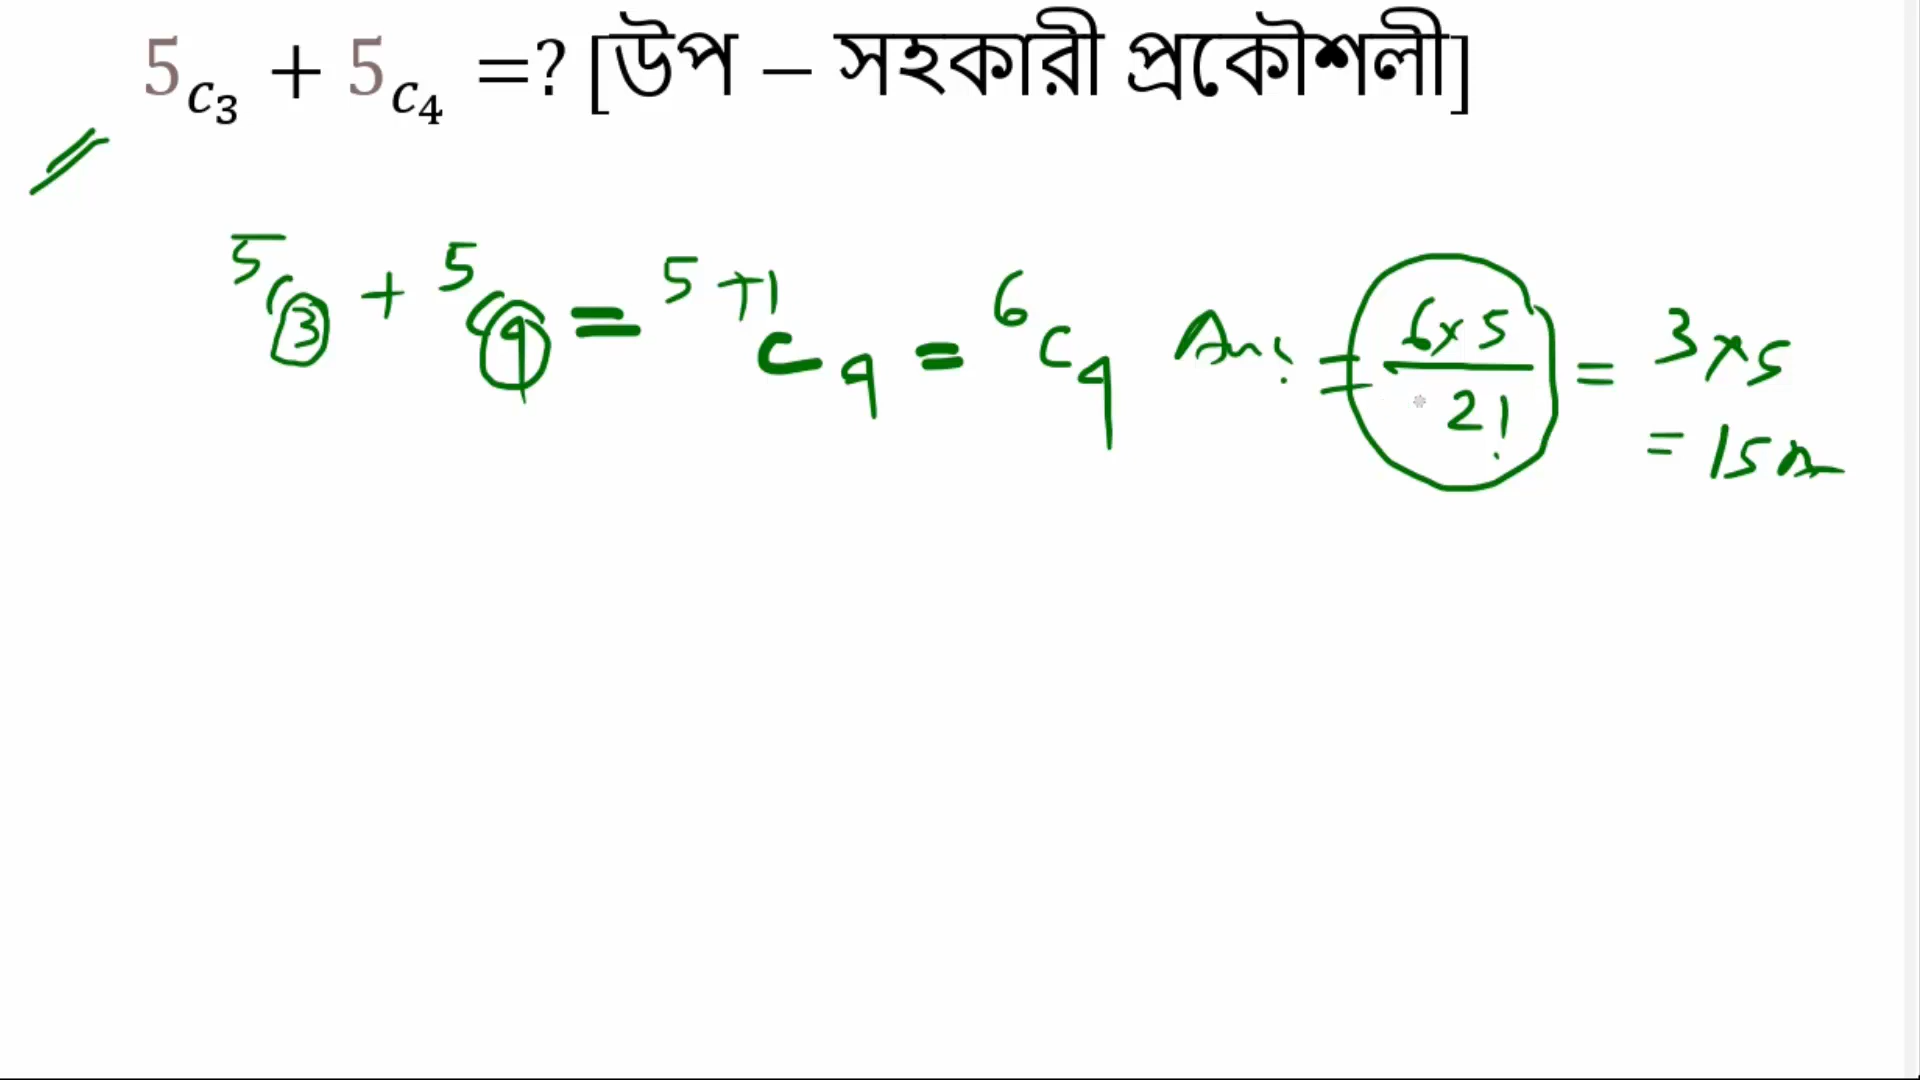 5c₃ + 5c₄ =? [উপ – সহকারী প্রকৌশলী]
⁵C₃ + ⁵C₄ = ⁵⁺¹C₄ = ⁶C₄ Ans: = 6×5/2! = 3×5
= 15